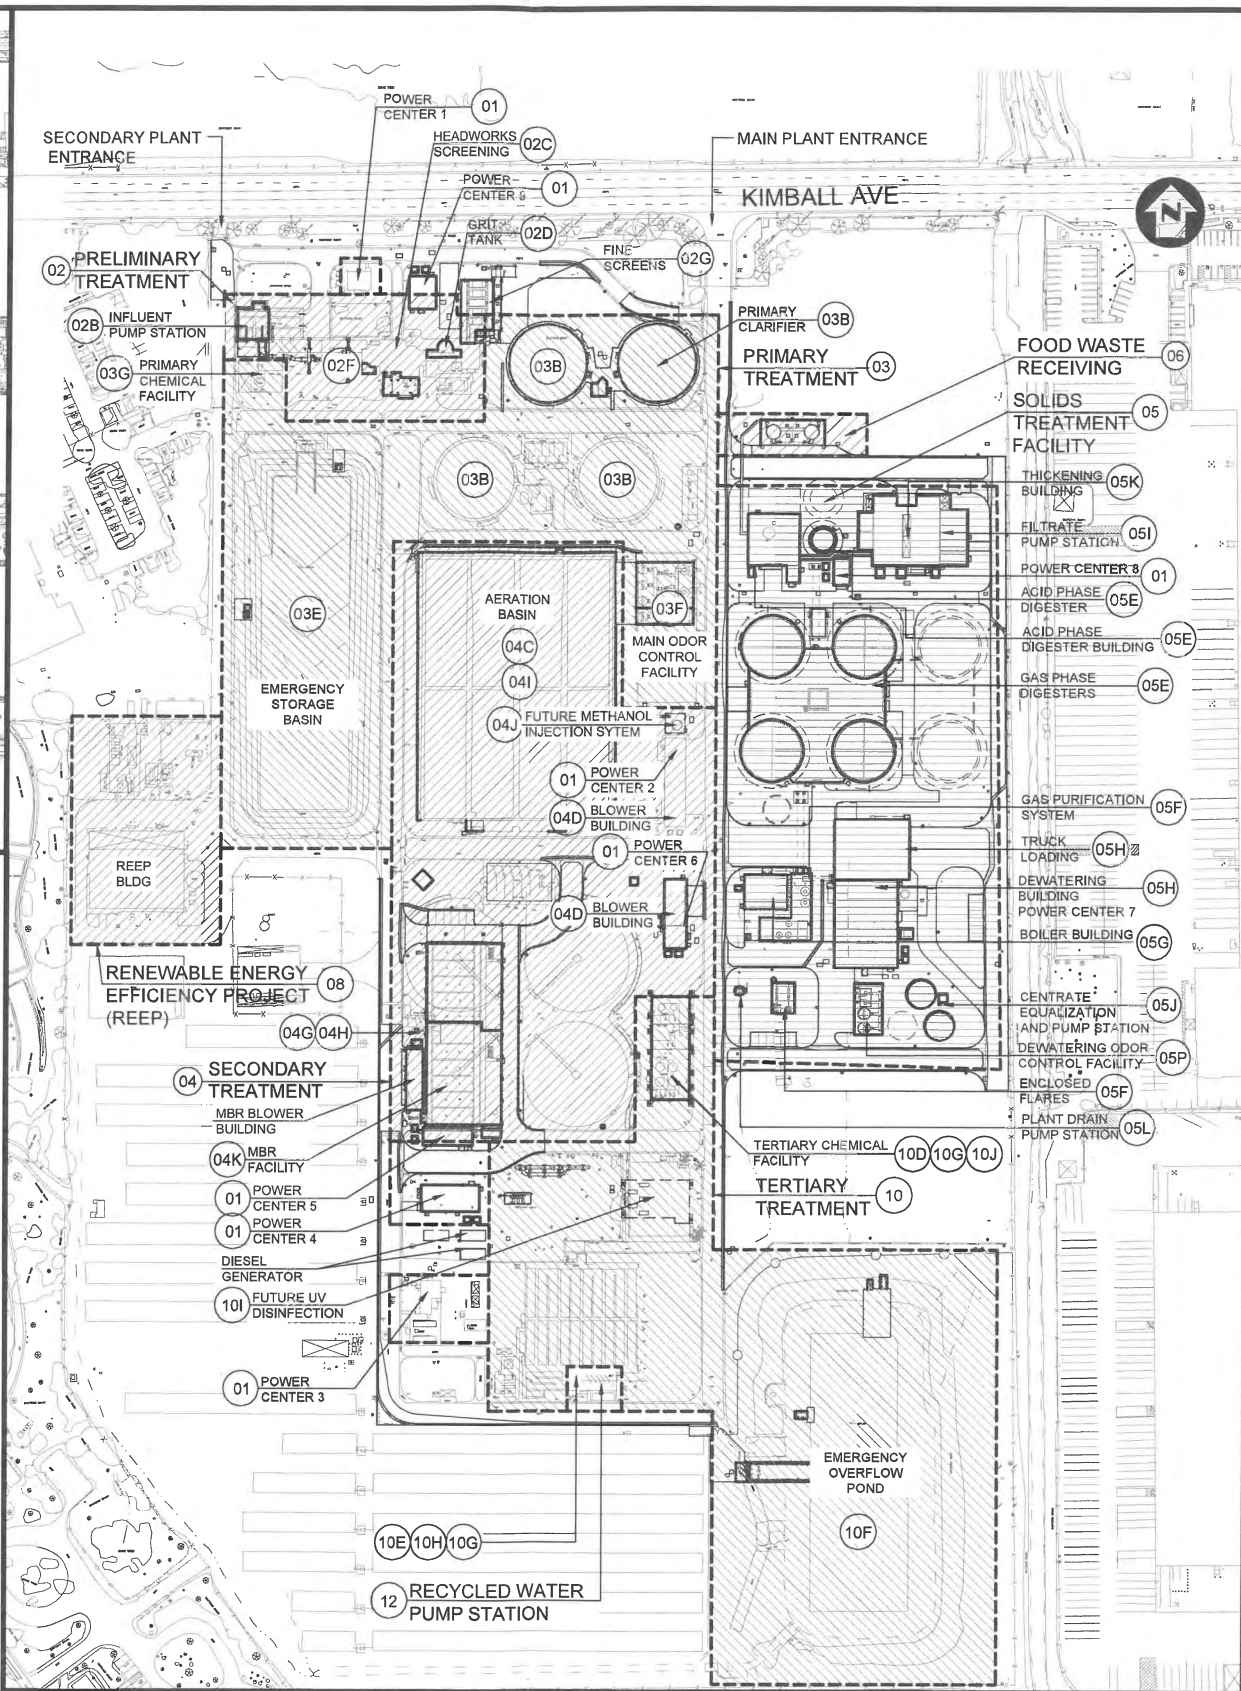 POWER
CENTER 1
01
SECONDARY PLANT
ENTRANCE
HEADWORKS
SCREENING
02C
MAIN PLANT ENTRANCE
POWER
CENTER 9
01
KIMBALL AVE
N
GRIT
TANK
02D
FINE
SCREENS
02G
02
PRELIMINARY
TREATMENT
02B
INFLUENT
PUMP STATION
PRIMARY
CLARIFIER
03B
03G
PRIMARY
CHEMICAL
FACILITY
02F
03B
PRIMARY
TREATMENT
03
FOOD WASTE
RECEIVING
06
SOLIDS
TREATMENT
FACILITY
05
03B
03B
THICKENING
BUILDING
05K
FILTRATE
PUMP STATION
05I
POWER CENTER 8
01
03E
AERATION
BASIN
03F
ACID PHASE
DIGESTER
05E
04C
MAIN ODOR
CONTROL
FACILITY
ACID PHASE
DIGESTER BUILDING
05E
04I
EMERGENCY
STORAGE
BASIN
GAS PHASE
DIGESTERS
05E
04J
FUTURE METHANOL
INJECTION SYTEM
01
POWER
CENTER 2
04D
BLOWER
BUILDING
GAS PURIFICATION
SYSTEM
05F
01
POWER
CENTER 6
TRUCK
LOADING
05H
REEP
BLDG
DEWATERING
BUILDING
05H
POWER CENTER 7
04D
BLOWER
BUILDING
BOILER BUILDING
05G
RENEWABLE ENERGY
EFFICIENCY PROJECT
(REEP)
08
CENTRATE
EQUALIZATION
AND PUMP STATION
05J
04G
04H
DEWATERING ODOR
CONTROL FACILITY
05P
04
SECONDARY
TREATMENT
ENCLOSED
FLARES
05F
MBR BLOWER
BUILDING
PLANT DRAIN
PUMP STATION
05L
04K
MBR
FACILITY
TERTIARY CHEMICAL
FACILITY
10D
10G
10J
01
POWER
CENTER 5
TERTIARY
TREATMENT
10
01
POWER
CENTER 4
DIESEL
GENERATOR
10I
FUTURE UV
DISINFECTION
01
POWER
CENTER 3
EMERGENCY
OVERFLOW
POND
10F
10E
10H
10G
12
RECYCLED WATER
PUMP STATION